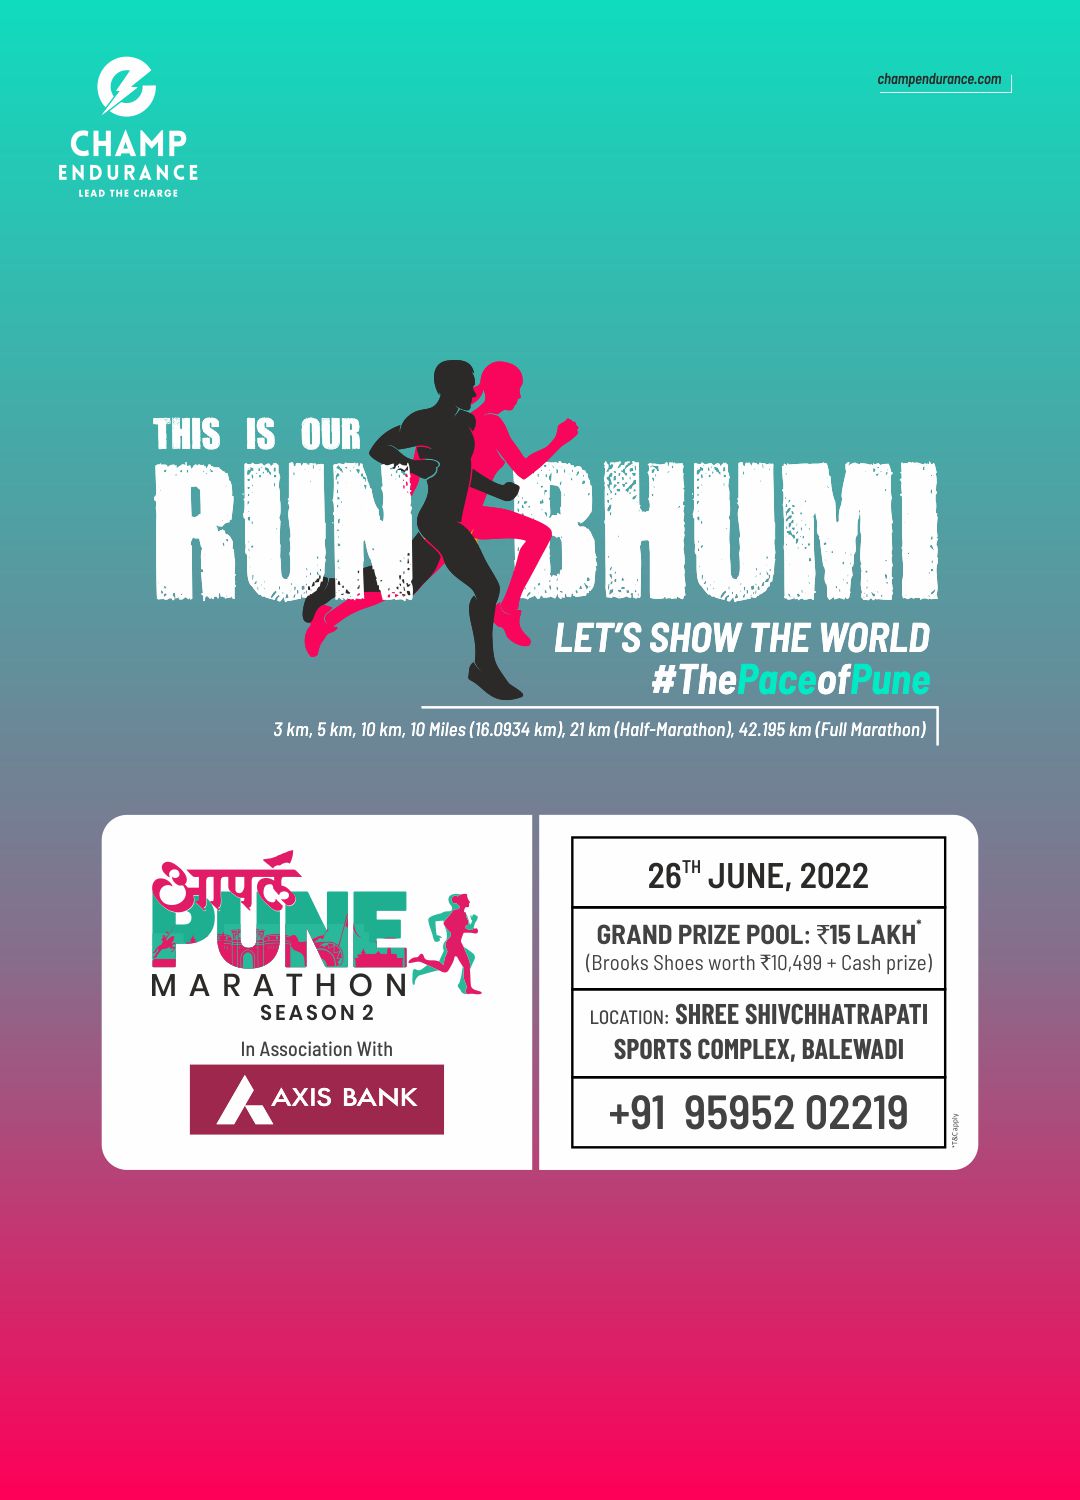 CHAMP
ENDURANCE
LEAD THE CHARGE
champendurance.com
THIS IS OUR
RUN BHUMI
LET'S SHOW THE WORLD
#ThePaceofPune
3 km, 5 km, 10 km, 10 Miles (16.0934 km), 21 km (Half-Marathon), 42.195 km (Full Marathon)
आपलं
PUNE
MARATHON
SEASON 2
In Association With
AXIS BANK
26TH JUNE, 2022
GRAND PRIZE POOL: ₹15 LAKH*
(Brooks Shoes worth ₹10,499 + Cash prize)
LOCATION: SHREE SHIVCHHATRAPATI
SPORTS COMPLEX, BALEWADI
+91 95952 02219
*T&C apply